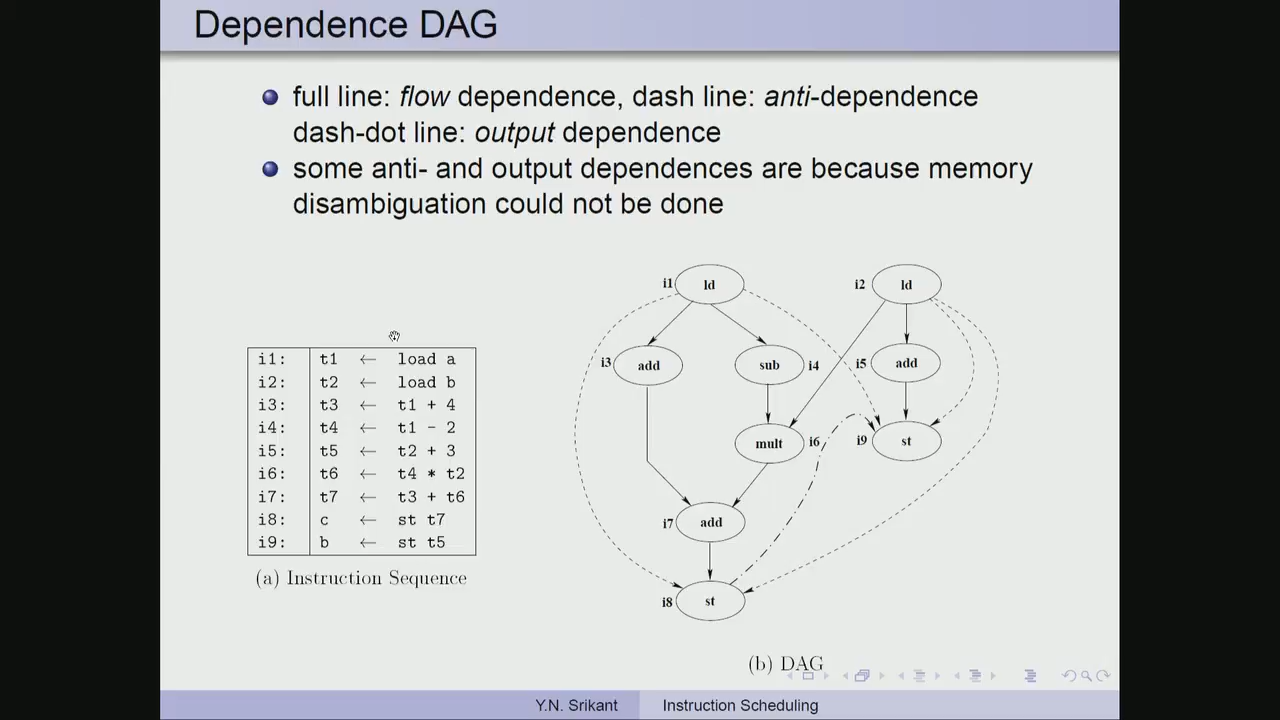 Dependence DAG
full line: flow dependence, dash line: anti-dependence
dash-dot line: output dependence
some anti- and output dependences are because memory
disambiguation could not be done
i1: t1 ← load a
i2: t2 ← load b
i3: t3 ← t1 + 4
i4: t4 ← t1 - 2
i5: t5 ← t2 + 3
i6: t6 ← t4 * t2
i7: t7 ← t3 + t6
i8: c ← st t7
i9: b ← st t5
(a) Instruction Sequence
i1 ld
i2 ld
i3 add
sub i4
i5 add
mult i6
i9 st
i7 add
i8 st
(b) DAG
Y.N. Srikant Instruction Scheduling